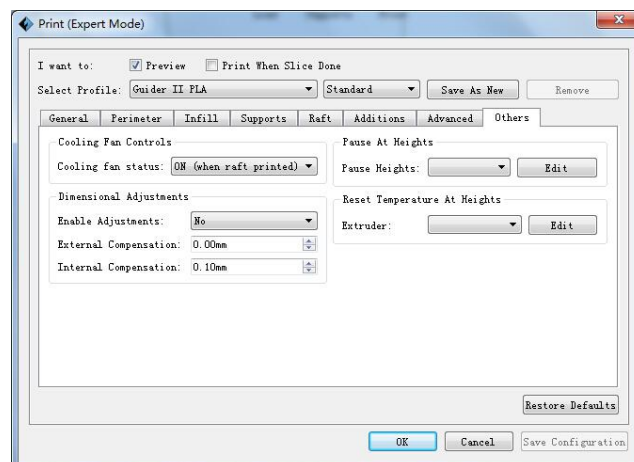 Print (Expert Mode)
I want to: Preview Print When Slice Done
Select Profile: Guider II PLA Standard Save As New Remove
General Perimeter Infill Supports Raft Additions Advanced Others
Cooling Fan Controls
Cooling fan status: ON (when raft printed)
Dimensional Adjustments
Enable Adjustments: No
External Compensation: 0.00mm
Internal Compensation: 0.10mm
Pause At Heights
Pause Heights: Edit
Reset Temperature At Heights
Extruder: Edit
Restore Defaults
OK Cancel Save Configuration